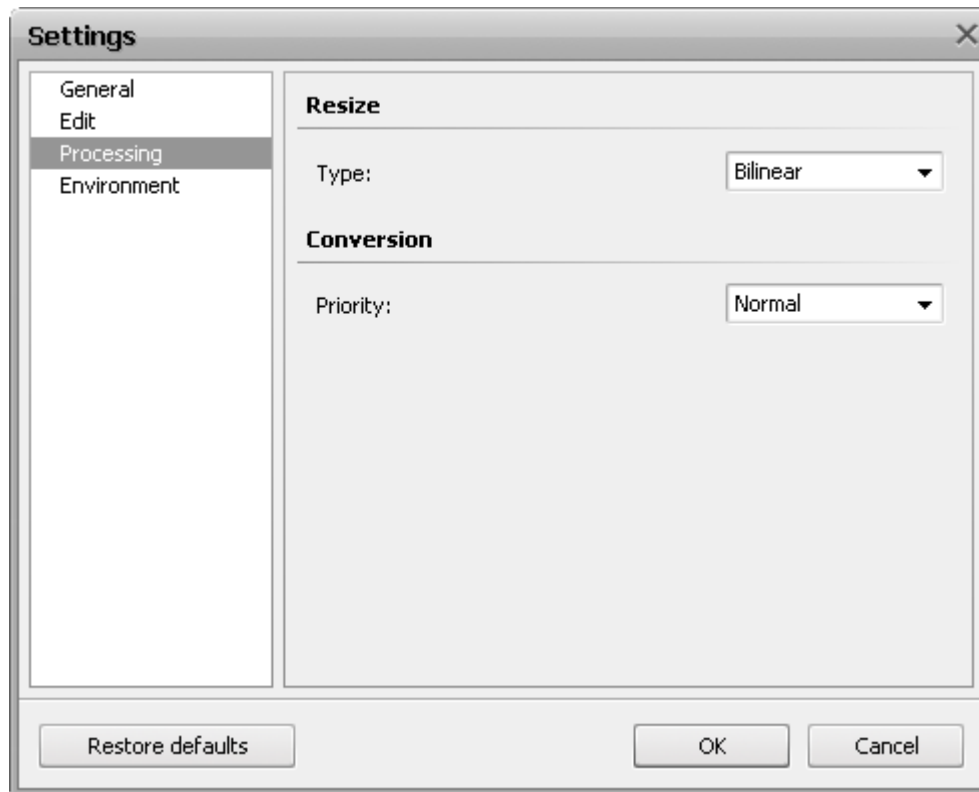 Settings
General
Edit
Processing
Environment
Resize
Type: Bilinear
Conversion
Priority: Normal
Restore defaults OK Cancel